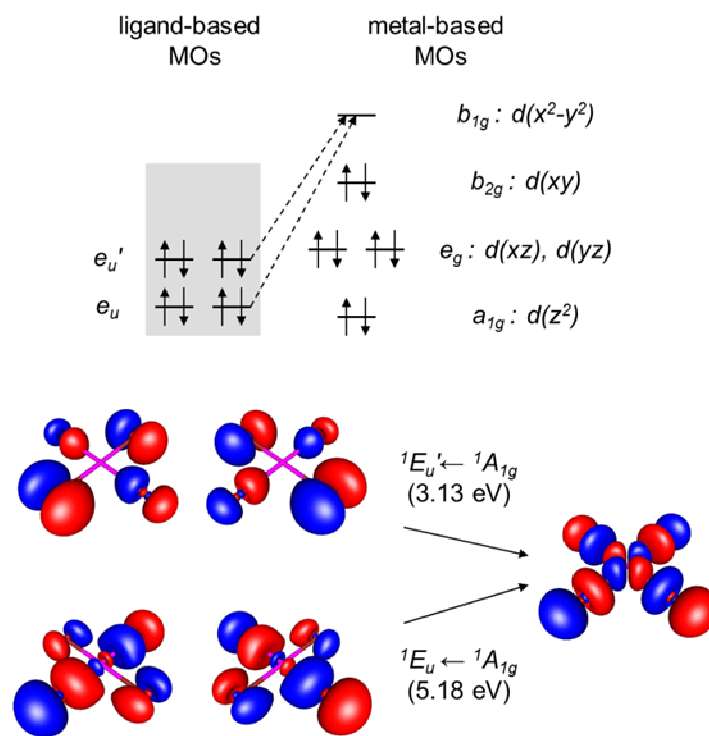 ligand-based metal-based
MOs MOs
b1g : d(x²-y²)
b2g : d(xy)
eu' eg : d(xz), d(yz)
eu a1g : d(z²)
¹Eu'← ¹A1g
(3.13 eV)
¹Eu ← ¹A1g
(5.18 eV)